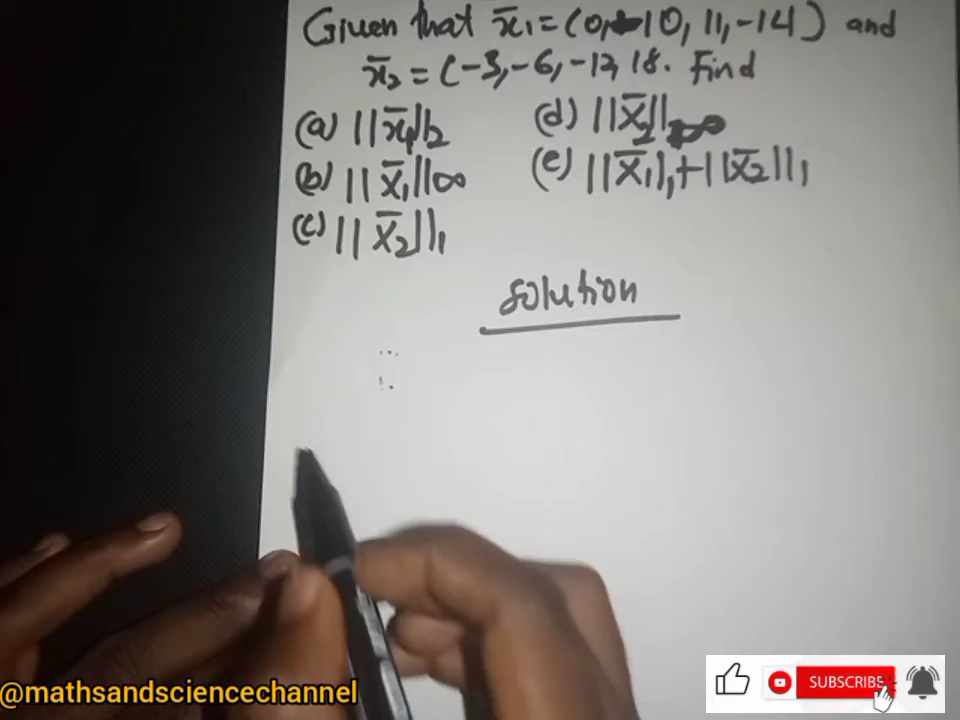 Given that x̄₁ = (0, -10, 11, -14) and
x̄₂ = (-3, -6, -12, 18. Find
(a) ||x̄₁||₂
(b) ||x̄₁||∞
(c) ||x̄₂||₁
(d) ||x̄₂||∞
(e) ||x̄₁||₁ + ||x̄₂||₁
Solution
@mathsandsciencechannel
SUBSCRIBE